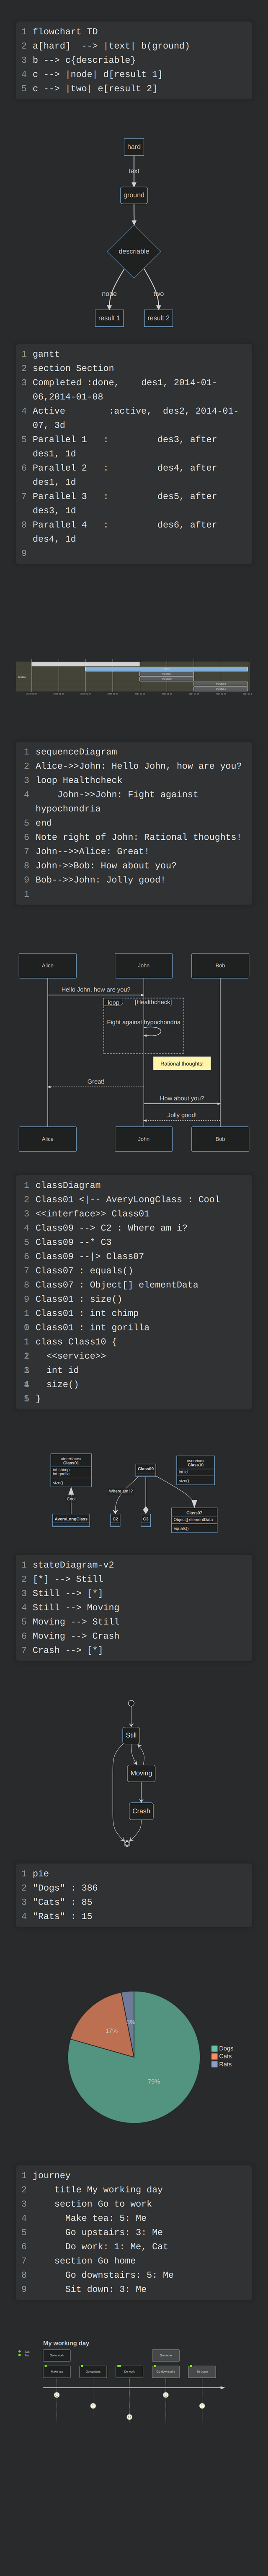 1 flowchart TD
2 a[hard]  --> |text| b(ground)
3 b --> c{describle}
4 c --> |node| d[result 1]
5 c --> |two| e[result 2]
hard
text
ground
describle
node two
result 1 result 2
1 gantt
2 section Section
3 Completed :done,    des1, 2014-01-
06,2014-01-08
4 Active        :active,  des2, 2014-01-
07, 3d
5 Parallel 1   :         des3, after
des1, 1d
6 Parallel 2   :         des4, after
des1, 1d
7 Parallel 3   :         des5, after
des3, 1d
8 Parallel 4   :         des6, after
des4, 1d
9
1 sequenceDiagram
2 Alice->>John: Hello John, how are you?
3 loop Healthcheck
4     John->>John: Fight against
hypochondria
5 end
6 Note right of John: Rational thoughts!
7 John-->>Alice: Great!
8 John->>Bob: How about you?
9 Bob-->>John: Jolly good!
1
Alice John Bob
Hello John, how are you?
loop [Healthcheck]
Fight against hypochondria
Rational thoughts!
Great!
How about you?
Jolly good!
Alice John Bob
1 classDiagram
2 Class01 <|-- AveryLongClass : Cool
3 <<interface>> Class01
4 Class09 --> C2 : Where am i?
5 Class09 --* C3
6 Class09 --|> Class07
7 Class07 : equals()
8 Class07 : Object[] elementData
9 Class01 : size()
1 Class01 : int chimp
Class01 : int gorilla
class Class10 {
<<service>>
int id
size()
}
«interface»
Class01
int chimp
int gorilla
size()
Class09
«service»
Class10
int id
size()
Cool
Where am i?
AveryLongClass
C2
C3
Class07
Object[] elementData
equals()
1 stateDiagram-v2
2 [*] --> Still
3 Still --> [*]
4 Still --> Moving
5 Moving --> Still
6 Moving --> Crash
7 Crash --> [*]
Still
Moving
Crash
1 pie
2 "Dogs" : 386
3 "Cats" : 85
4 "Rats" : 15
3%
17%
79%
Dogs
Cats
Rats
1 journey
2     title My working day
3     section Go to work
4       Make tea: 5: Me
5       Go upstairs: 3: Me
6       Do work: 1: Me, Cat
7     section Go home
8       Go downstairs: 5: Me
9       Sit down: 3: Me
My working day
Cat
Me
Go to work Go home
Make tea Go upstairs Do work Go downstairs Sit down